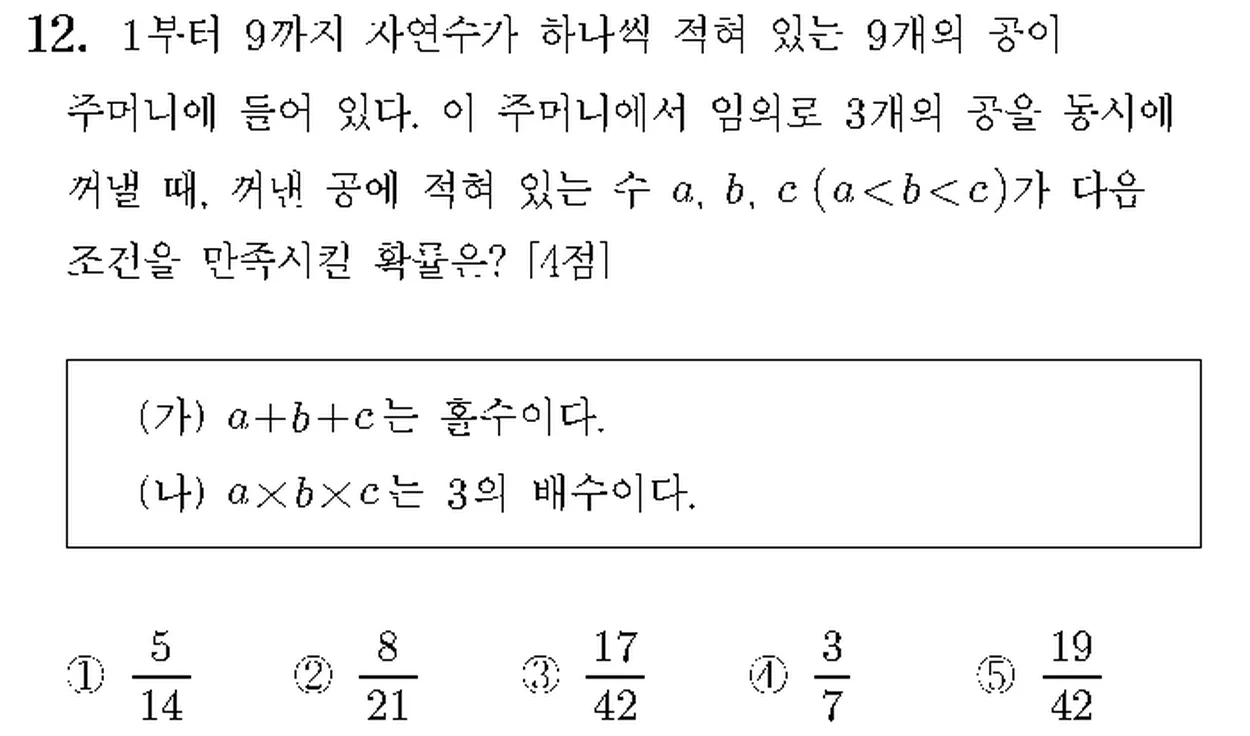 12. 1부터 9까지 자연수가 하나씩 적혀 있는 9개의 공이
주머니에 들어 있다. 이 주머니에서 임의로 3개의 공을 동시에
꺼낼 때, 꺼낸 공에 적혀 있는 수 a, b, c (a<b<c)가 다음
조건을 만족시킬 확률은? [4점]
(가) a+b+c는 홀수이다.
(나) a×b×c는 3의 배수이다.
① 5/14 ② 8/21 ③ 17/42 ④ 3/7 ⑤ 19/42